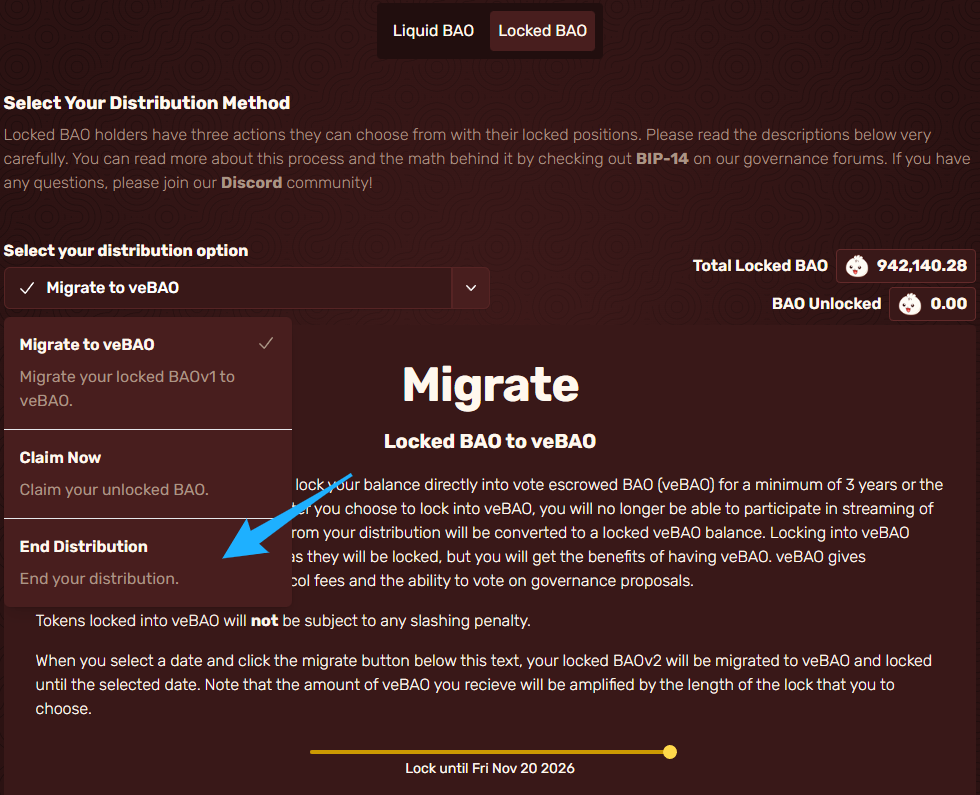 Liquid BAO
Locked BAO
Select Your Distribution Method
Locked BAO holders have three actions they can choose from with their locked positions. Please read the descriptions below very
carefully. You can read more about this process and the math behind it by checking out BIP-14 on our governance forums. If you have
any questions, please join our Discord community!
Select your distribution option
Total Locked BAO 942,140.28
Migrate to veBAO
BAO Unlocked 0.00
Migrate to veBAO
Migrate your locked BAOv1 to
veBAO.
Claim Now
Claim your unlocked BAO.
End Distribution
End your distribution.
Migrate
Locked BAO to veBAO
lock your balance directly into vote escrowed BAO (veBAO) for a minimum of 3 years or the
you choose to lock into veBAO, you will no longer be able to participate in streaming of
from your distribution will be converted to a locked veBAO balance. Locking into veBAO
as they will be locked, but you will get the benefits of having veBAO. veBAO gives
col fees and the ability to vote on governance proposals.
Tokens locked into veBAO will not be subject to any slashing penalty.
When you select a date and click the migrate button below this text, your locked BAOv2 will be migrated to veBAO and locked
until the selected date. Note that the amount of veBAO you recieve will be amplified by the length of the lock that you to
choose.
Lock until Fri Nov 20 2026